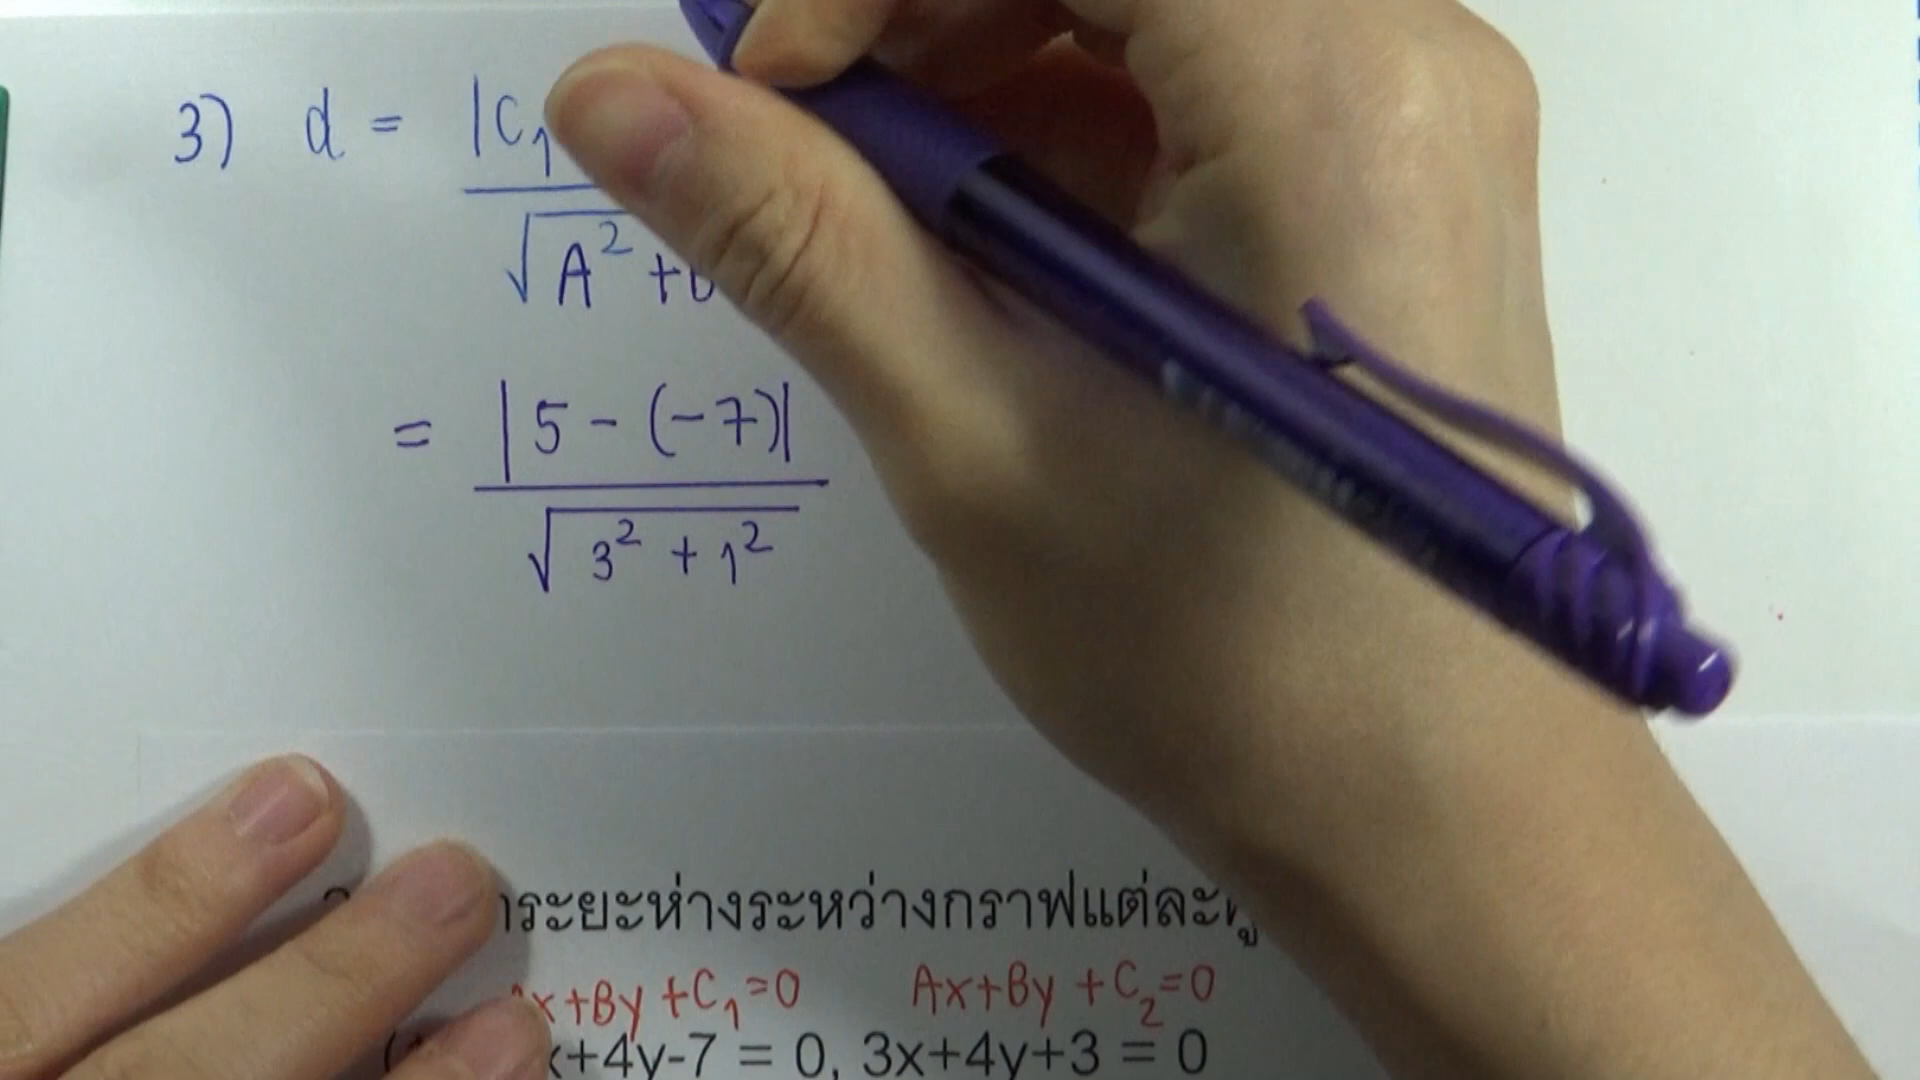 3) d = |C₁
√A² +
= |5 - (-7)|
√3² + 1²
ระยะห่างระหว่างกราฟแต่ละคู่
x+By +C₁=0 Ax+By +C₂=0
x+4y-7 = 0, 3x+4y+3 = 0